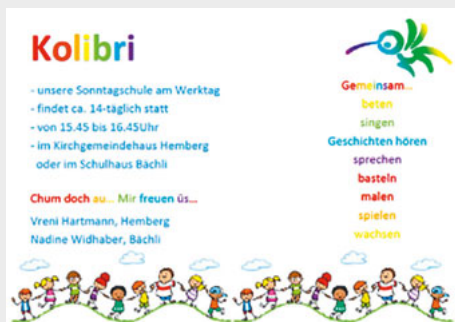 Kolibri
- unsere Sonntagschule am Werktag
- findet ca. 14-täglich statt
- von 15.45 bis 16.45Uhr
- im Kirchgemeindehaus Hemberg
oder im Schulhaus Bächli
Chum doch au... Mir freuen üs...
Vreni Hartmann, Hemberg
Nadine Widhaber, Bächli
Gemeinsam...
beten
singen
Geschichten hören
sprechen
basteln
malen
spielen
wachsen